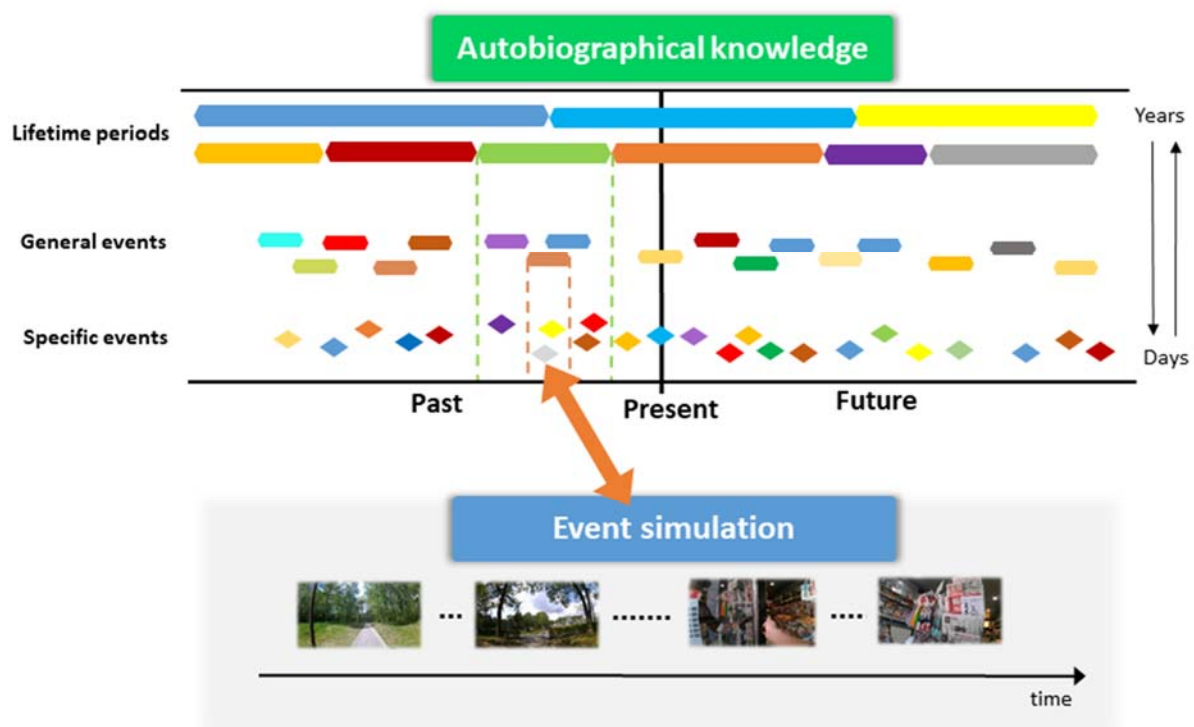 Autobiographical knowledge
Lifetime periods
Years
General events
Specific events
Days
Past
Present
Future
Event simulation
...
.......
....
time